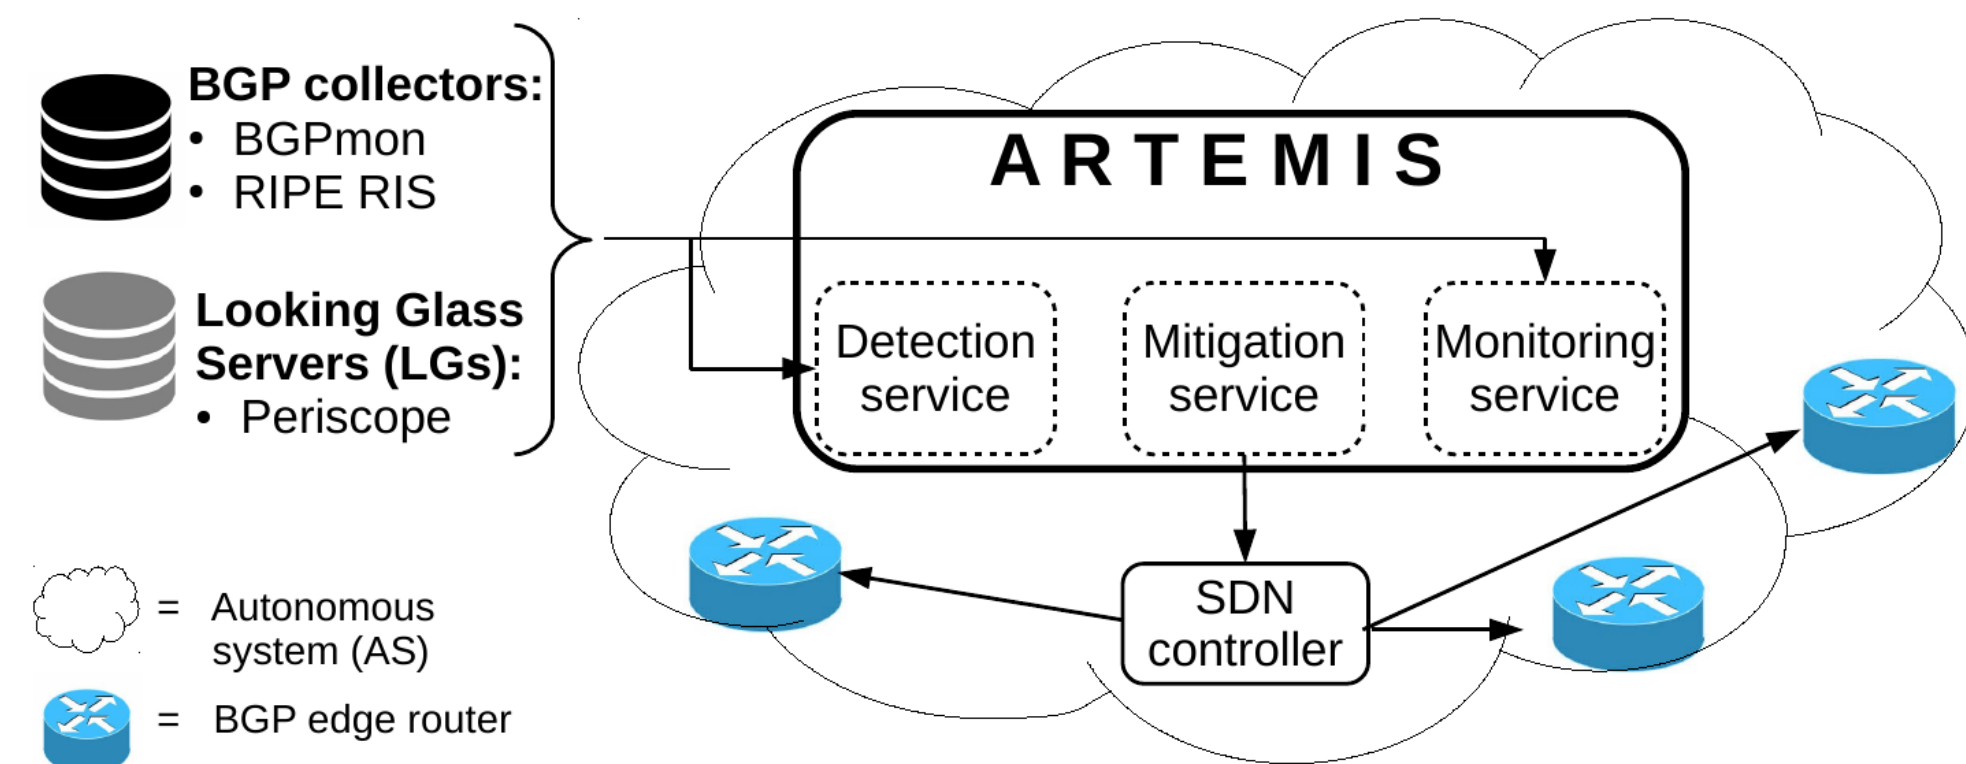 BGP collectors:
• BGPmon
• RIPE RIS
Looking Glass
Servers (LGs):
• Periscope
= Autonomous
system (AS)
= BGP edge router
ARTEMIS
Detection
service
Mitigation
service
Monitoring
service
SDN
controller